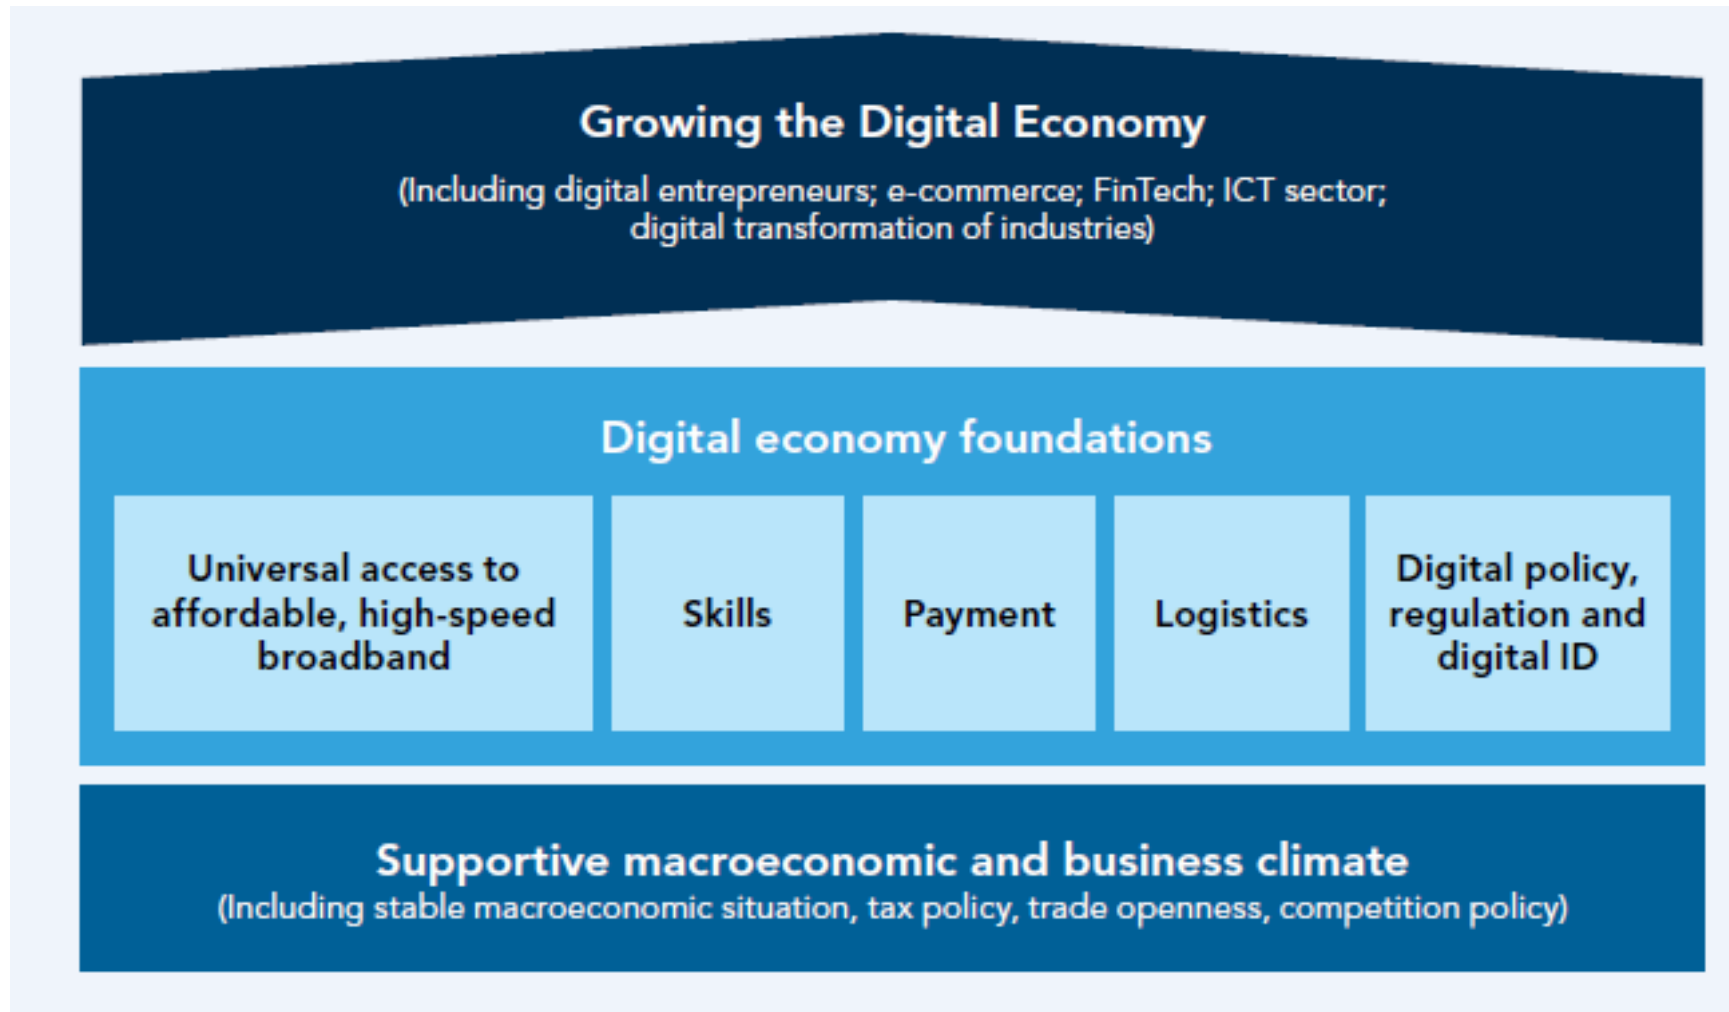 Growing the Digital Economy
(Including digital entrepreneurs; e-commerce; FinTech; ICT sector;
digital transformation of industries)
Digital economy foundations
Universal access to
affordable, high-speed
broadband
Skills
Payment
Logistics
Digital policy,
regulation and
digital ID
Supportive macroeconomic and business climate
(Including stable macroeconomic situation, tax policy, trade openness, competition policy)